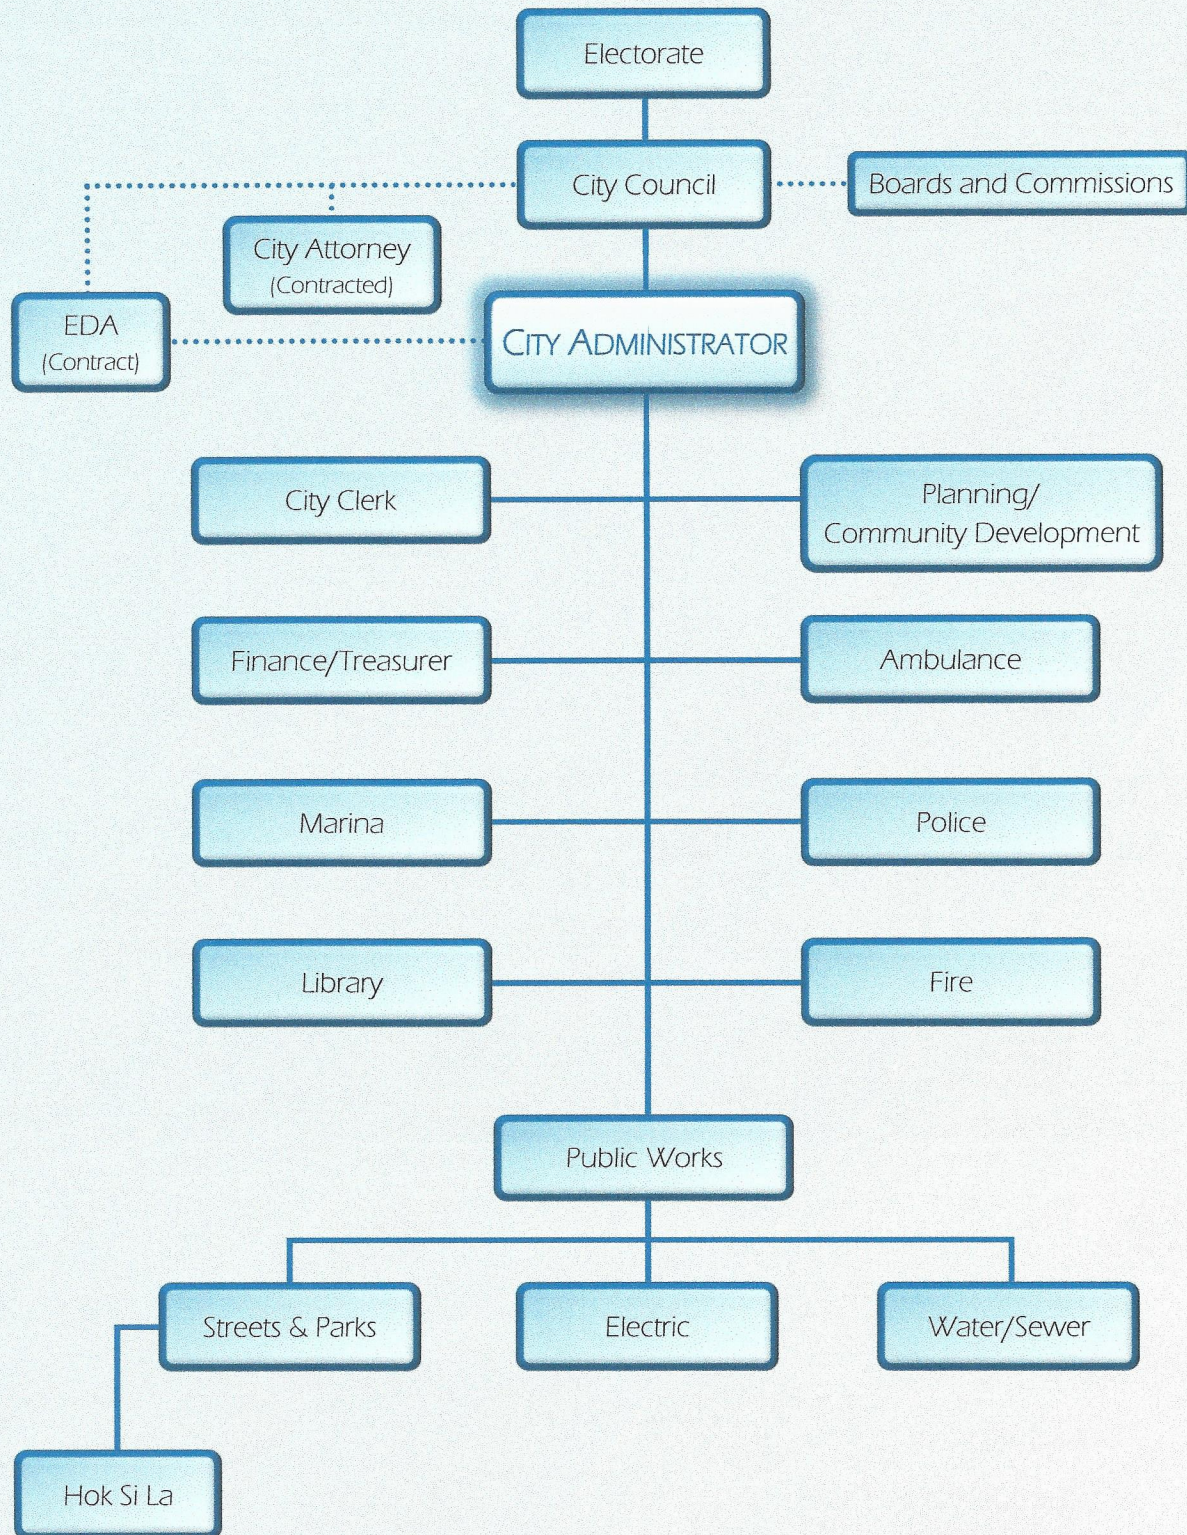 Electorate
City Council
Boards and Commissions
City Attorney
(Contracted)
EDA
(Contract)
CITY ADMINISTRATOR
City Clerk
Planning/
Community Development
Finance/Treasurer
Ambulance
Marina
Police
Library
Fire
Public Works
Streets & Parks
Electric
Water/Sewer
Hok Si La